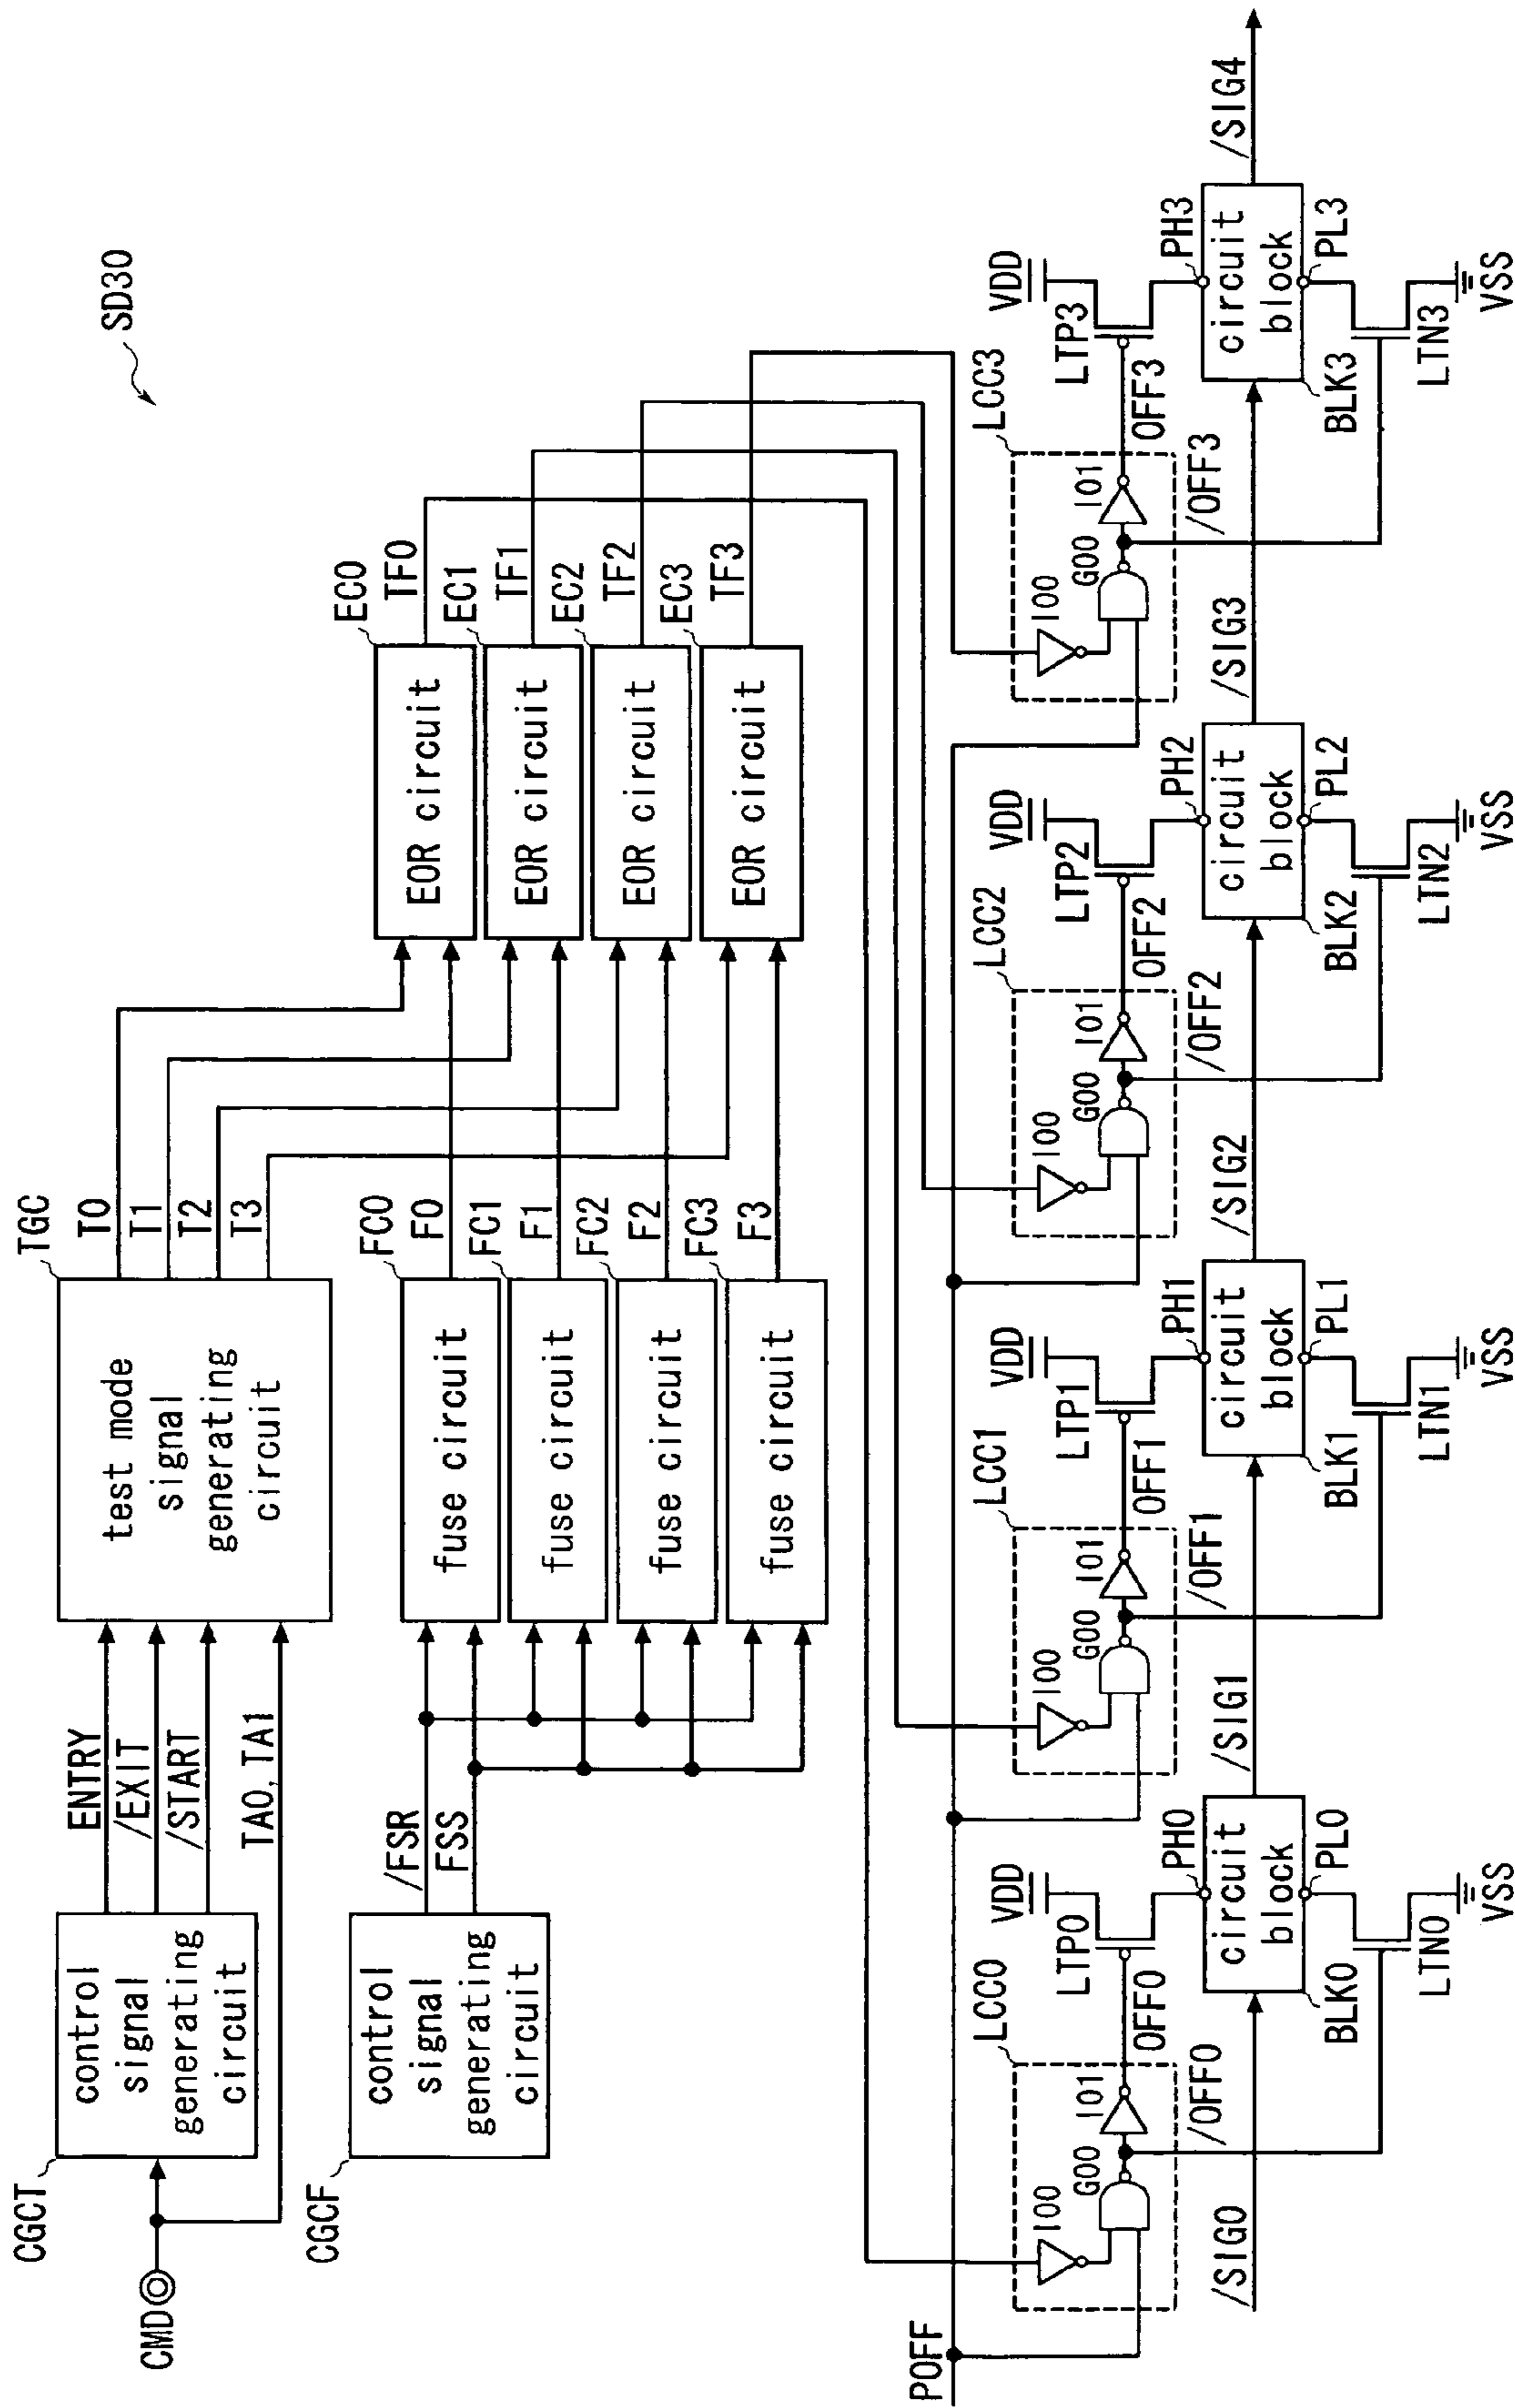 SD30
CGCT
control
signal
generating
circuit
CMD
ENTRY
/EXIT
/START
TA0, TA1
TGC
test mode
signal
generating
circuit
T0
T1
T2
T3
CGCF
control
signal
generating
circuit
/FSR
FSS
FC0
fuse circuit
F0
FC1
fuse circuit
F1
FC2
fuse circuit
F2
FC3
fuse circuit
F3
EC0
EOR circuit
TF0
EC1
EOR circuit
TF1
EC2
EOR circuit
TF2
EC3
EOR circuit
TF3
POFF
LCC0
I00
G00
I01
OFF0
/OFF0
VDD
LTP0
PH0
circuit
block
BLK0
PL0
LTN0
VSS
/SIG0
/SIG1
LCC1
I00
G00
I01
OFF1
/OFF1
VDD
LTP1
PH1
circuit
block
BLK1
PL1
LTN1
VSS
/SIG2
LCC2
I00
G00
I01
OFF2
/OFF2
VDD
LTP2
PH2
circuit
block
BLK2
PL2
LTN2
VSS
/SIG3
LCC3
I00
G00
I01
OFF3
/OFF3
VDD
LTP3
PH3
circuit
block
BLK3
PL3
LTN3
VSS
/SIG4